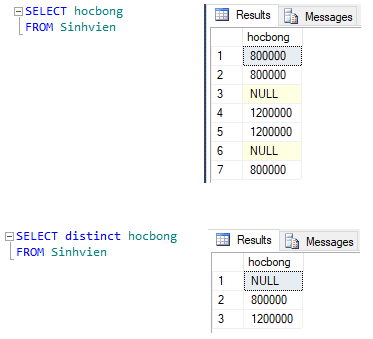 SELECT hocbong
FROM Sinhvien
Results Messages
hocbong
1 800000
2 800000
3 NULL
4 1200000
5 1200000
6 NULL
7 800000
SELECT distinct hocbong
FROM Sinhvien
Results Messages
hocbong
1 NULL
2 800000
3 1200000